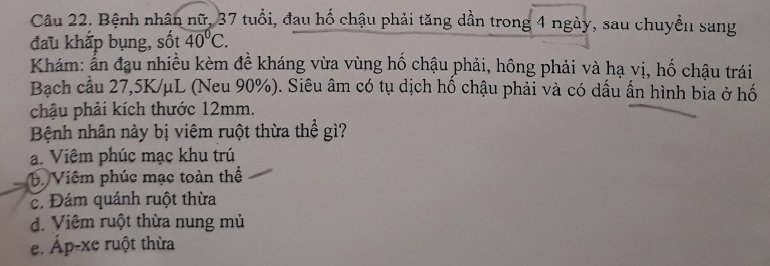 Câu 22. Bệnh nhân nữ, 37 tuổi, đau hố chậu phải tăng dần trong 4 ngày, sau chuyển sang
đau khắp bụng, sốt 40⁰C.
Khám: ấn đau nhiều kèm đề kháng vừa vùng hố chậu phải, hông phải và hạ vị, hố chậu trái
Bạch cầu 27,5K/µL (Neu 90%). Siêu âm có tụ dịch hố chậu phải và có dấu ấn hình bia ở hố
chậu phải kích thước 12mm.
Bệnh nhân này bị viêm ruột thừa thể gì?
a. Viêm phúc mạc khu trú
b. Viêm phúc mạc toàn thể
c. Đám quánh ruột thừa
d. Viêm ruột thừa nung mủ
e. Áp-xe ruột thừa